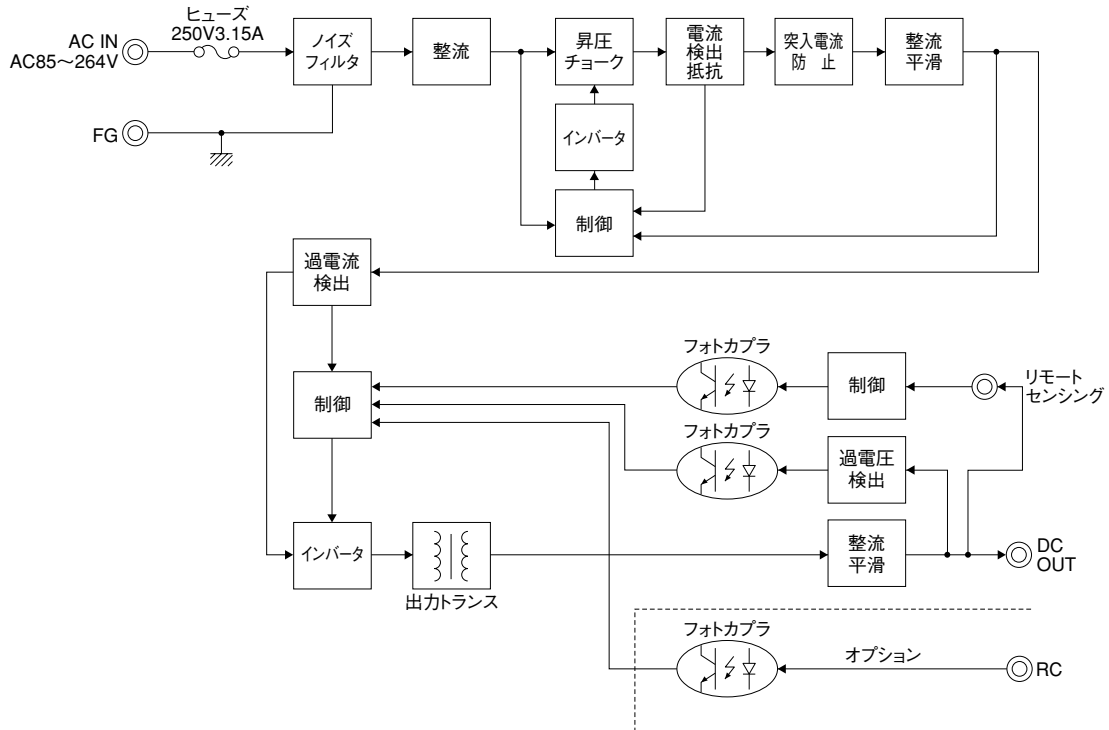 ヒューズ
250V3.15A
AC IN
AC85～264V
ノイズ
フィルタ
整流
昇圧
チョーク
電流
検出
抵抗
突入電流
防 止
整流
平滑
FG
インバータ
制御
過電流
検出
フォトカプラ
制御
リモート
センシング
制御
フォトカプラ
過電圧
検出
インバータ
出力トランス
整流
平滑
DC
OUT
フォトカプラ
オプション
RC